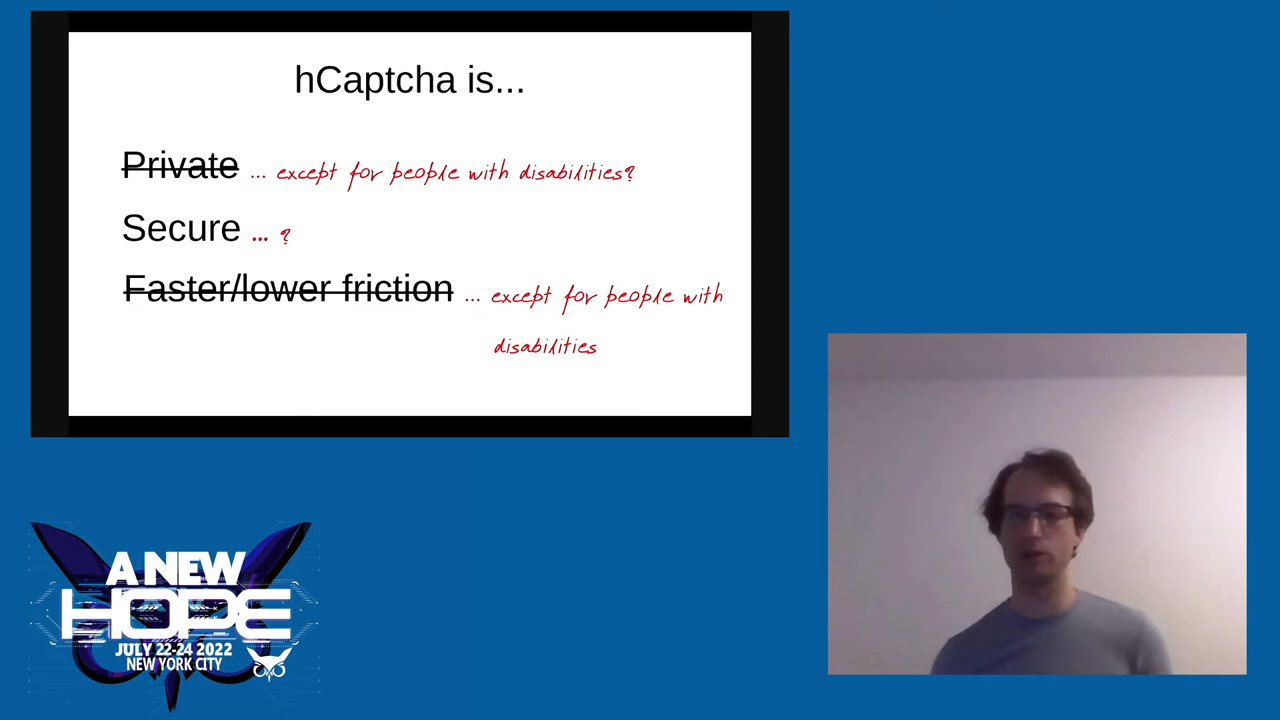 hCaptcha is...
Private ... except for people with disabilities?
Secure ... ?
Faster/lower friction ... except for people with
disabilities
A NEW
HOPE
JULY 22-24 2022
NEW YORK CITY